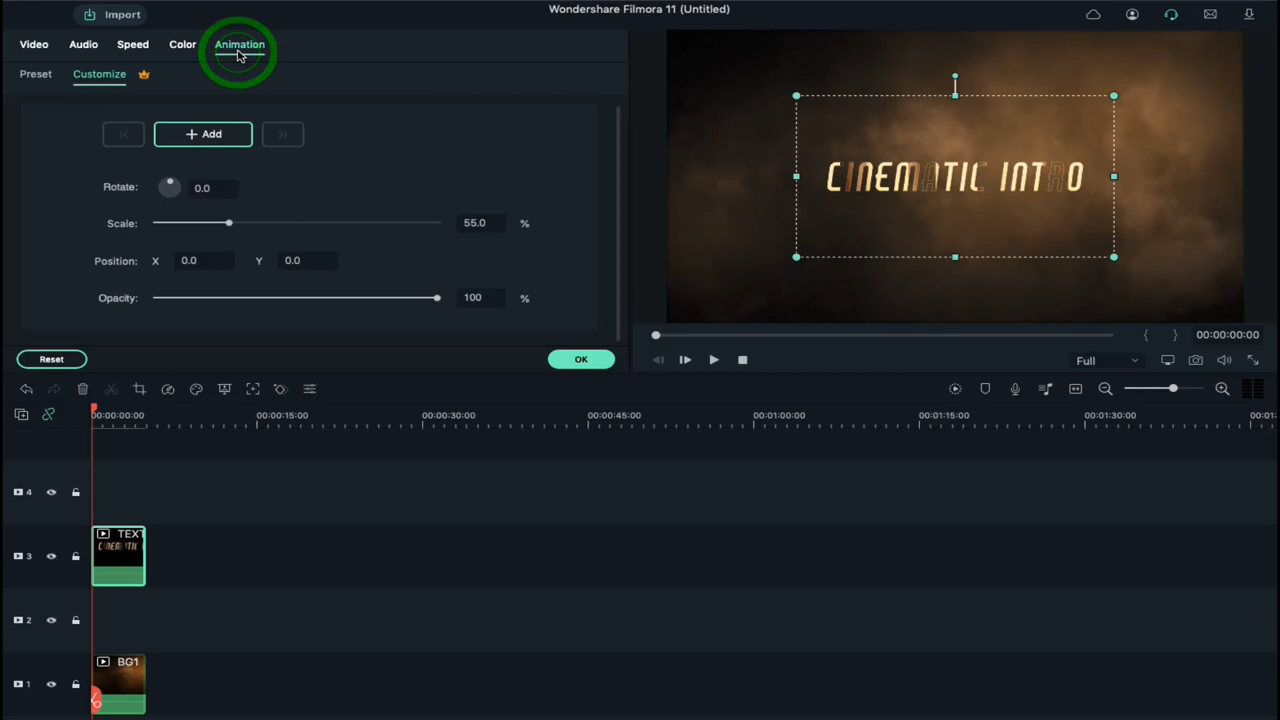 Wondershare Filmora 11 (Untitled)
Import
Video Audio Speed Color Animation
Preset Customize
+ Add
Rotate: 0.0
Scale: 55.0 %
Position: X 0.0 Y 0.0
Opacity: 100 %
Reset OK
CINEMATIC INTRO
{ } 00:00:00:00
Full
00:00:00:00 00:00:15:00 00:00:30:00 00:00:45:00 00:01:00:00 00:01:15:00 00:01:30:00
4
3
TEXT
CINEMATIC
2
1
BG1